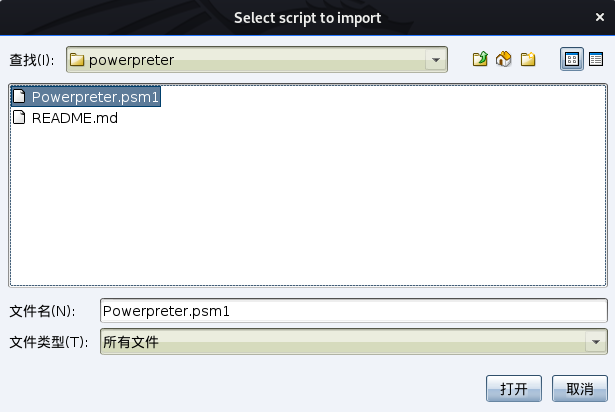 Select script to import
查找(I): powerpreter
Powerpreter.psm1
README.md
文件名(N): Powerpreter.psm1
文件类型(T): 所有文件
打开 取消